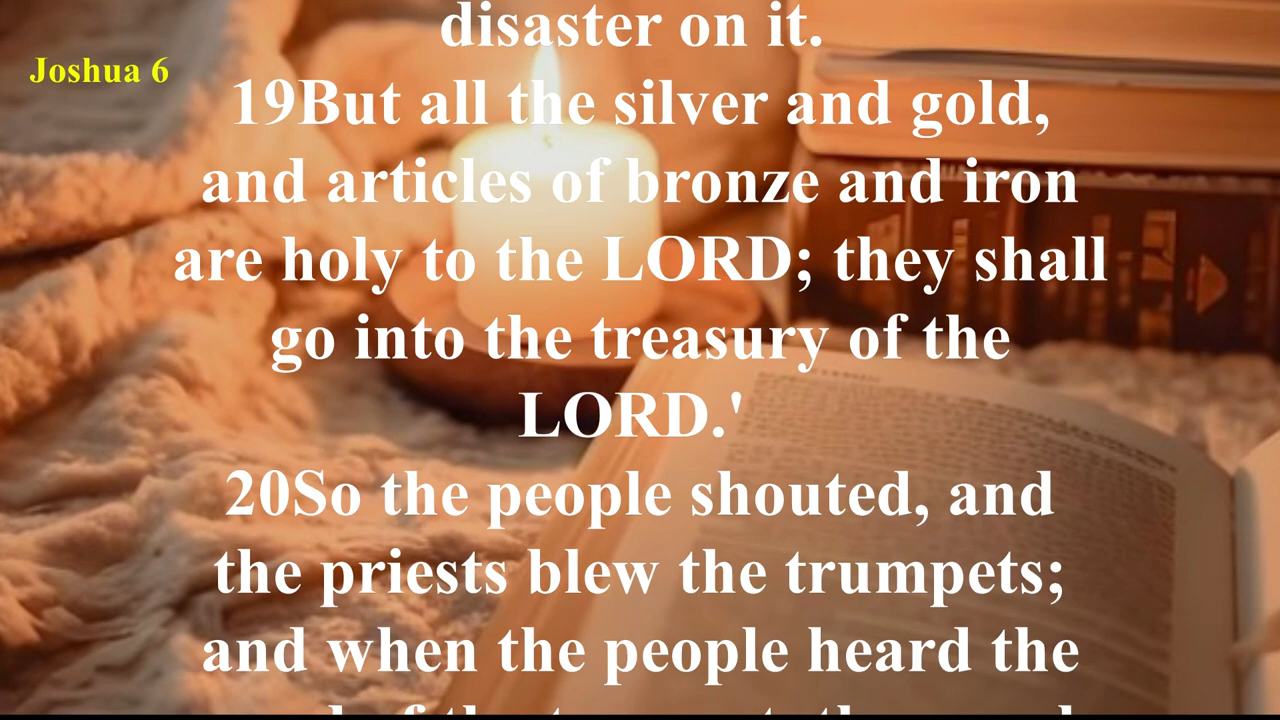 disaster on it.
Joshua 6
19But all the silver and gold,
and articles of bronze and iron
are holy to the LORD; they shall
go into the treasury of the
LORD.'
20So the people shouted, and
the priests blew the trumpets;
and when the people heard the